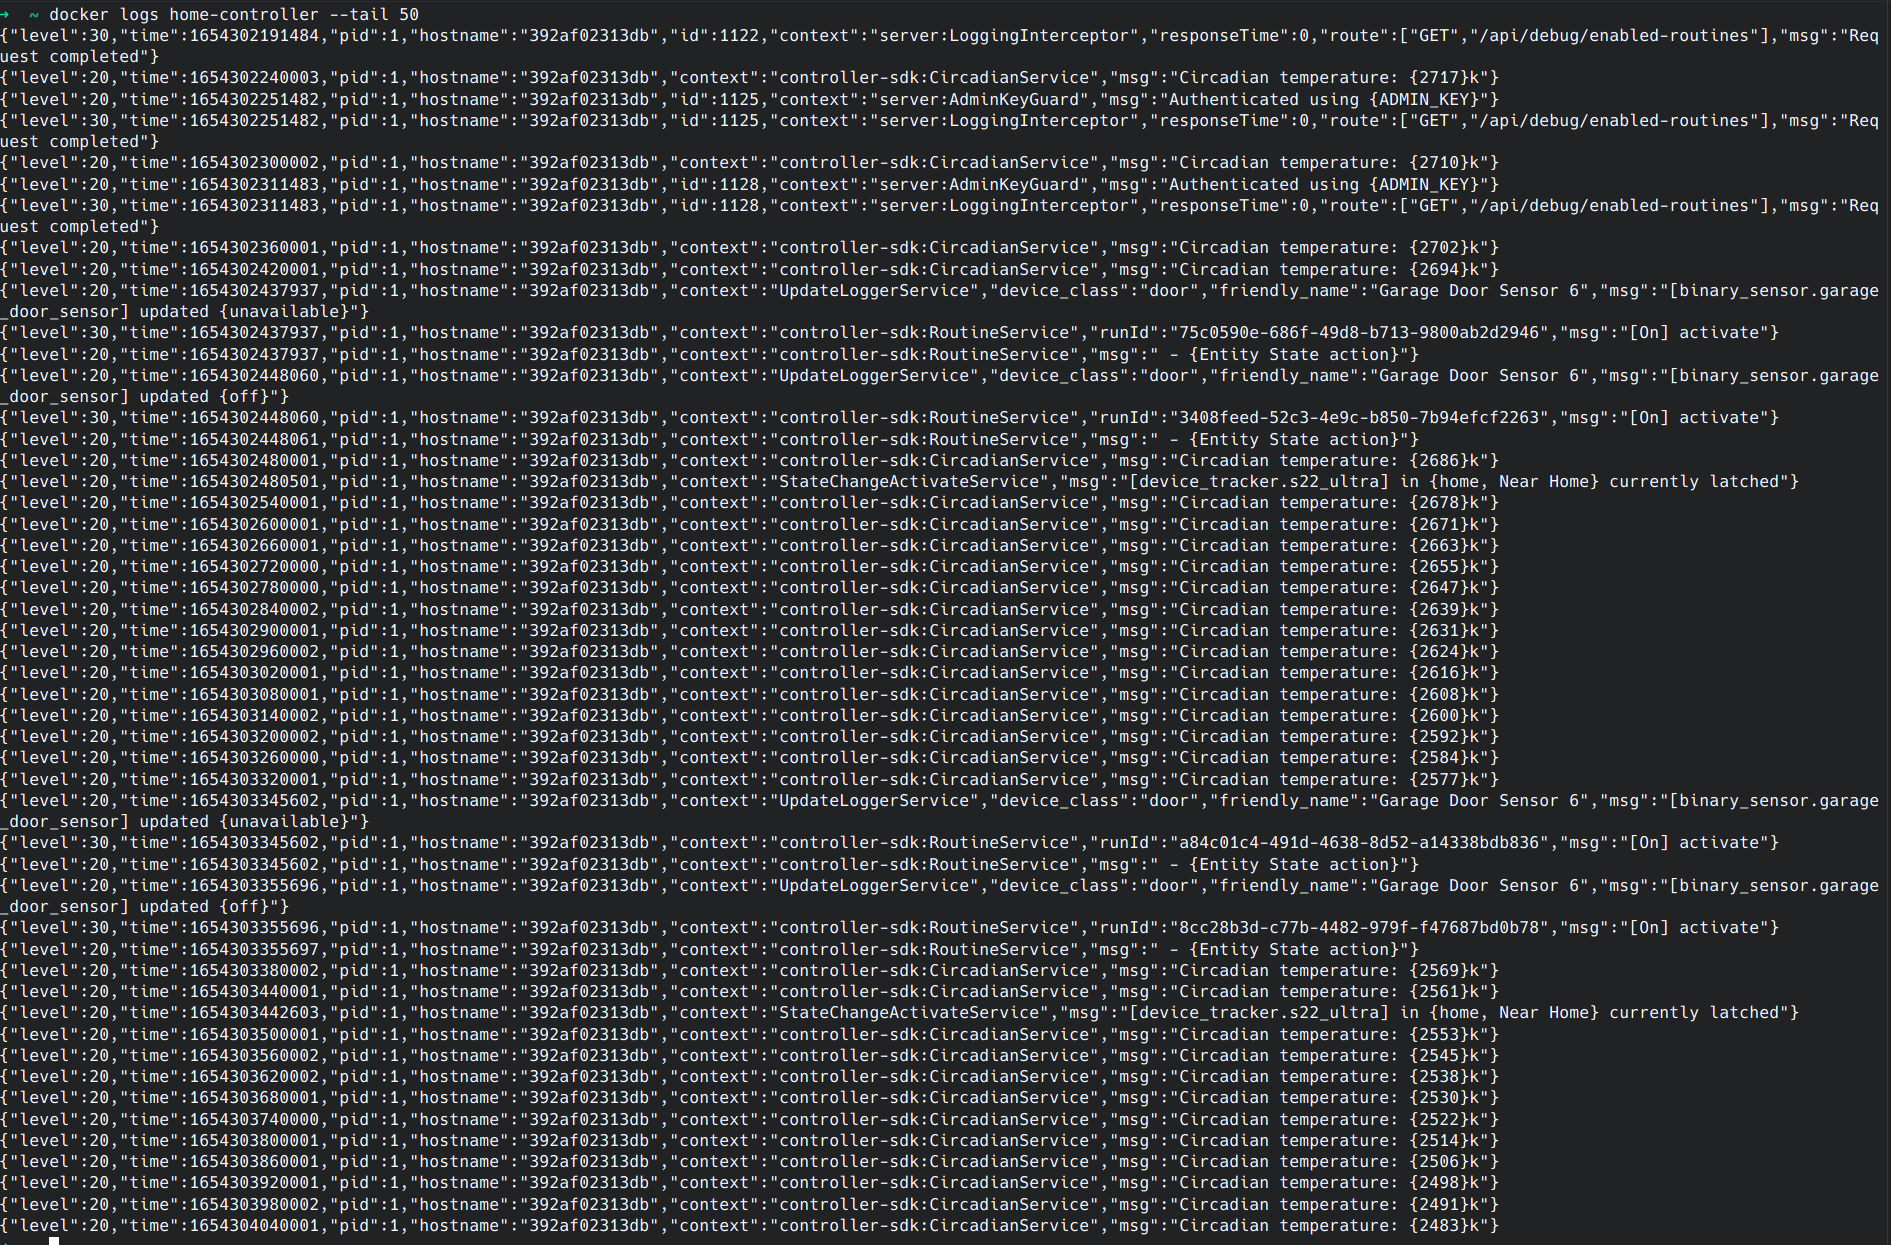 →  ~ docker logs home-controller --tail 50
{"level":30,"time":1654302191484,"pid":1,"hostname":"392af02313db","id":1122,"context":"server:LoggingInterceptor","responseTime":0,"route":["GET","/api/debug/enabled-routines"],"msg":"Req
uest completed"}
{"level":20,"time":1654302240003,"pid":1,"hostname":"392af02313db","context":"controller-sdk:CircadianService","msg":"Circadian temperature: {2717}k"}
{"level":20,"time":1654302251482,"pid":1,"hostname":"392af02313db","id":1125,"context":"server:AdminKeyGuard","msg":"Authenticated using {ADMIN_KEY}"}
{"level":30,"time":1654302251482,"pid":1,"hostname":"392af02313db","id":1125,"context":"server:LoggingInterceptor","responseTime":0,"route":["GET","/api/debug/enabled-routines"],"msg":"Req
uest completed"}
{"level":20,"time":1654302300002,"pid":1,"hostname":"392af02313db","context":"controller-sdk:CircadianService","msg":"Circadian temperature: {2710}k"}
{"level":20,"time":1654302311483,"pid":1,"hostname":"392af02313db","id":1128,"context":"server:AdminKeyGuard","msg":"Authenticated using {ADMIN_KEY}"}
{"level":30,"time":1654302311483,"pid":1,"hostname":"392af02313db","id":1128,"context":"server:LoggingInterceptor","responseTime":0,"route":["GET","/api/debug/enabled-routines"],"msg":"Req
uest completed"}
{"level":20,"time":1654302360001,"pid":1,"hostname":"392af02313db","context":"controller-sdk:CircadianService","msg":"Circadian temperature: {2702}k"}
{"level":20,"time":1654302420001,"pid":1,"hostname":"392af02313db","context":"controller-sdk:CircadianService","msg":"Circadian temperature: {2694}k"}
{"level":20,"time":1654302437937,"pid":1,"hostname":"392af02313db","context":"UpdateLoggerService","device_class":"door","friendly_name":"Garage Door Sensor 6","msg":"[binary_sensor.garage
_door_sensor] updated {unavailable}"}
{"level":30,"time":1654302437937,"pid":1,"hostname":"392af02313db","context":"controller-sdk:RoutineService","runId":"75c0590e-686f-49d8-b713-9800ab2d2946","msg":"[On] activate"}
{"level":20,"time":1654302437937,"pid":1,"hostname":"392af02313db","context":"controller-sdk:RoutineService","msg":" - {Entity State action}"}
{"level":20,"time":1654302448060,"pid":1,"hostname":"392af02313db","context":"UpdateLoggerService","device_class":"door","friendly_name":"Garage Door Sensor 6","msg":"[binary_sensor.garage
_door_sensor] updated {off}"}
{"level":30,"time":1654302448060,"pid":1,"hostname":"392af02313db","context":"controller-sdk:RoutineService","runId":"3408feed-52c3-4e9c-b850-7b94efcf2263","msg":"[On] activate"}
{"level":20,"time":1654302448061,"pid":1,"hostname":"392af02313db","context":"controller-sdk:RoutineService","msg":" - {Entity State action}"}
{"level":20,"time":1654302480001,"pid":1,"hostname":"392af02313db","context":"controller-sdk:CircadianService","msg":"Circadian temperature: {2686}k"}
{"level":20,"time":1654302480501,"pid":1,"hostname":"392af02313db","context":"StateChangeActivateService","msg":"[device_tracker.s22_ultra] in {home, Near Home} currently latched"}
{"level":20,"time":1654302540001,"pid":1,"hostname":"392af02313db","context":"controller-sdk:CircadianService","msg":"Circadian temperature: {2678}k"}
{"level":20,"time":1654302600001,"pid":1,"hostname":"392af02313db","context":"controller-sdk:CircadianService","msg":"Circadian temperature: {2671}k"}
{"level":20,"time":1654302660001,"pid":1,"hostname":"392af02313db","context":"controller-sdk:CircadianService","msg":"Circadian temperature: {2663}k"}
{"level":20,"time":1654302720000,"pid":1,"hostname":"392af02313db","context":"controller-sdk:CircadianService","msg":"Circadian temperature: {2655}k"}
{"level":20,"time":1654302780000,"pid":1,"hostname":"392af02313db","context":"controller-sdk:CircadianService","msg":"Circadian temperature: {2647}k"}
{"level":20,"time":1654302840002,"pid":1,"hostname":"392af02313db","context":"controller-sdk:CircadianService","msg":"Circadian temperature: {2639}k"}
{"level":20,"time":1654302900001,"pid":1,"hostname":"392af02313db","context":"controller-sdk:CircadianService","msg":"Circadian temperature: {2631}k"}
{"level":20,"time":1654302960002,"pid":1,"hostname":"392af02313db","context":"controller-sdk:CircadianService","msg":"Circadian temperature: {2624}k"}
{"level":20,"time":1654303020001,"pid":1,"hostname":"392af02313db","context":"controller-sdk:CircadianService","msg":"Circadian temperature: {2616}k"}
{"level":20,"time":1654303080001,"pid":1,"hostname":"392af02313db","context":"controller-sdk:CircadianService","msg":"Circadian temperature: {2608}k"}
{"level":20,"time":1654303140002,"pid":1,"hostname":"392af02313db","context":"controller-sdk:CircadianService","msg":"Circadian temperature: {2600}k"}
{"level":20,"time":1654303200002,"pid":1,"hostname":"392af02313db","context":"controller-sdk:CircadianService","msg":"Circadian temperature: {2592}k"}
{"level":20,"time":1654303260000,"pid":1,"hostname":"392af02313db","context":"controller-sdk:CircadianService","msg":"Circadian temperature: {2584}k"}
{"level":20,"time":1654303320001,"pid":1,"hostname":"392af02313db","context":"controller-sdk:CircadianService","msg":"Circadian temperature: {2577}k"}
{"level":20,"time":1654303345602,"pid":1,"hostname":"392af02313db","context":"UpdateLoggerService","device_class":"door","friendly_name":"Garage Door Sensor 6","msg":"[binary_sensor.garage
_door_sensor] updated {unavailable}"}
{"level":30,"time":1654303345602,"pid":1,"hostname":"392af02313db","context":"controller-sdk:RoutineService","runId":"a84c01c4-491d-4638-8d52-a14338bdb836","msg":"[On] activate"}
{"level":20,"time":1654303345602,"pid":1,"hostname":"392af02313db","context":"controller-sdk:RoutineService","msg":" - {Entity State action}"}
{"level":20,"time":1654303355696,"pid":1,"hostname":"392af02313db","context":"UpdateLoggerService","device_class":"door","friendly_name":"Garage Door Sensor 6","msg":"[binary_sensor.garage
_door_sensor] updated {off}"}
{"level":30,"time":1654303355696,"pid":1,"hostname":"392af02313db","context":"controller-sdk:RoutineService","runId":"8cc28b3d-c77b-4482-979f-f47687bd0b78","msg":"[On] activate"}
{"level":20,"time":1654303355697,"pid":1,"hostname":"392af02313db","context":"controller-sdk:RoutineService","msg":" - {Entity State action}"}
{"level":20,"time":1654303380002,"pid":1,"hostname":"392af02313db","context":"controller-sdk:CircadianService","msg":"Circadian temperature: {2569}k"}
{"level":20,"time":1654303440001,"pid":1,"hostname":"392af02313db","context":"controller-sdk:CircadianService","msg":"Circadian temperature: {2561}k"}
{"level":20,"time":1654303442603,"pid":1,"hostname":"392af02313db","context":"StateChangeActivateService","msg":"[device_tracker.s22_ultra] in {home, Near Home} currently latched"}
{"level":20,"time":1654303500001,"pid":1,"hostname":"392af02313db","context":"controller-sdk:CircadianService","msg":"Circadian temperature: {2553}k"}
{"level":20,"time":1654303560002,"pid":1,"hostname":"392af02313db","context":"controller-sdk:CircadianService","msg":"Circadian temperature: {2545}k"}
{"level":20,"time":1654303620002,"pid":1,"hostname":"392af02313db","context":"controller-sdk:CircadianService","msg":"Circadian temperature: {2538}k"}
{"level":20,"time":1654303680001,"pid":1,"hostname":"392af02313db","context":"controller-sdk:CircadianService","msg":"Circadian temperature: {2530}k"}
{"level":20,"time":1654303740000,"pid":1,"hostname":"392af02313db","context":"controller-sdk:CircadianService","msg":"Circadian temperature: {2522}k"}
{"level":20,"time":1654303800001,"pid":1,"hostname":"392af02313db","context":"controller-sdk:CircadianService","msg":"Circadian temperature: {2514}k"}
{"level":20,"time":1654303860001,"pid":1,"hostname":"392af02313db","context":"controller-sdk:CircadianService","msg":"Circadian temperature: {2506}k"}
{"level":20,"time":1654303920001,"pid":1,"hostname":"392af02313db","context":"controller-sdk:CircadianService","msg":"Circadian temperature: {2498}k"}
{"level":20,"time":1654303980002,"pid":1,"hostname":"392af02313db","context":"controller-sdk:CircadianService","msg":"Circadian temperature: {2491}k"}
{"level":20,"time":1654304040001,"pid":1,"hostname":"392af02313db","context":"controller-sdk:CircadianService","msg":"Circadian temperature: {2483}k"}